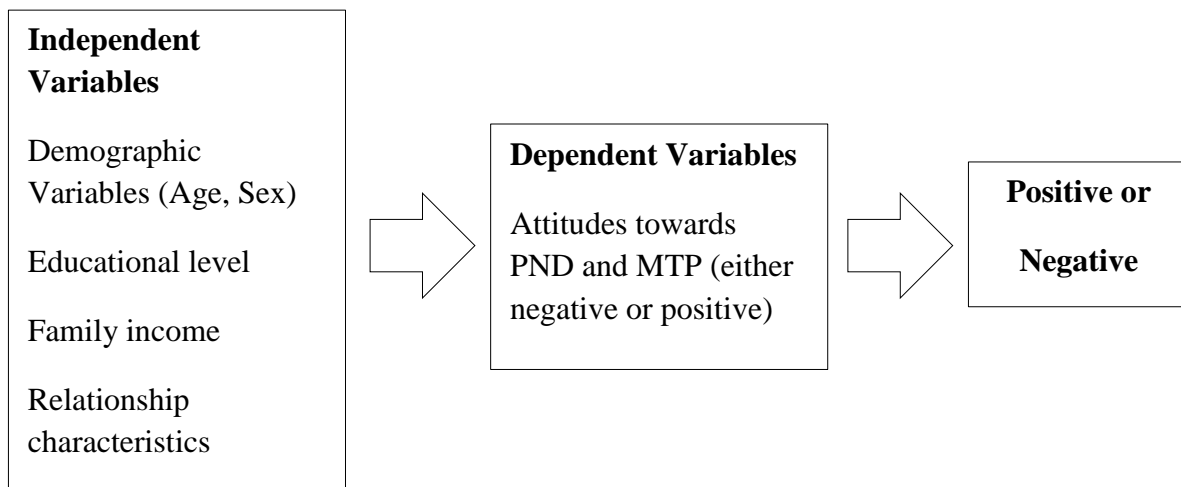 Independent
Variables
Demographic
Variables (Age, Sex)
Educational level
Family income
Relationship
characteristics
Dependent Variables
Attitudes towards
PND and MTP (either
negative or positive)
Positive or
Negative